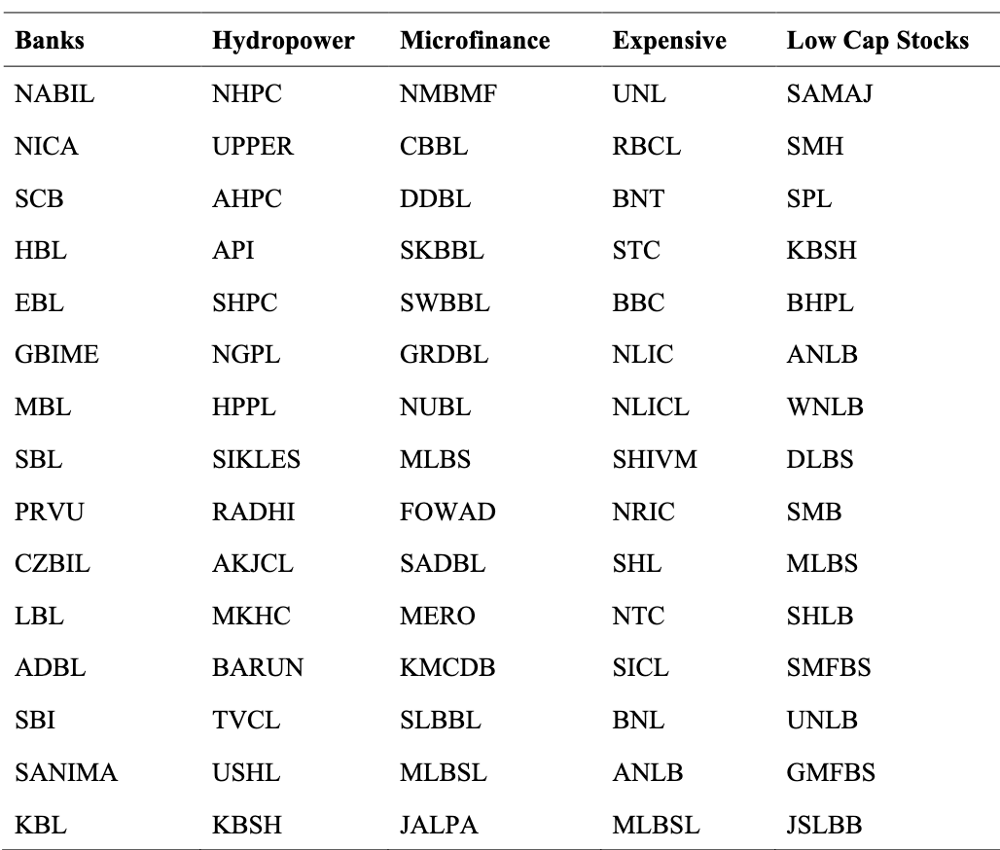 Banks Hydropower Microfinance Expensive Low Cap Stocks
NABIL NHPC NMBMF UNL SAMAJ
NICA UPPER CBBL RBCL SMH
SCB AHPC DDBL BNT SPL
HBL API SKBBL STC KBSH
EBL SHPC SWBBL BBC BHPL
GBIME NGPL GRDBL NLIC ANLB
MBL HPPL NUBL NLICL WNLB
SBL SIKLES MLBS SHIVM DLBS
PRVU RADHI FOWAD NRIC SMB
CZBIL AKJCL SADBL SHL MLBS
LBL MKHC MERO NTC SHLB
ADBL BARUN KMCDB SICL SMFBS
SBI TVCL SLBBL BNL UNLB
SANIMA USHL MLBSL ANLB GMFBS
KBL KBSH JALPA MLBSL JSLBB